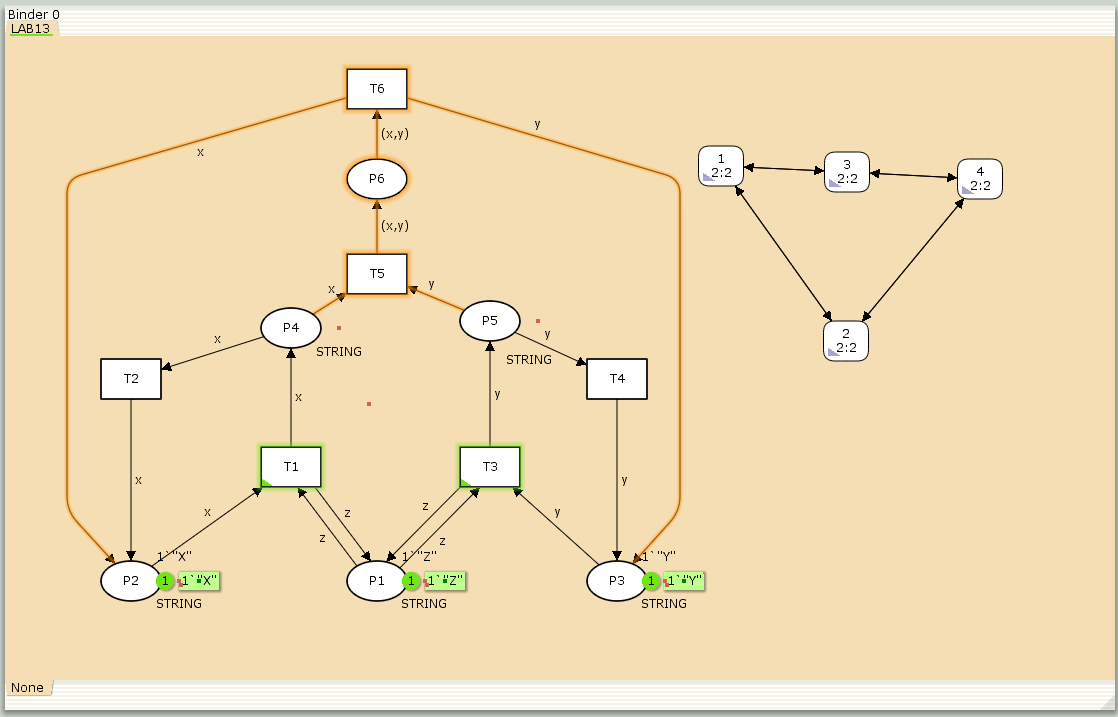 Binder 0
LAB13
T6
y
x
(x,y)
P6
(x,y)
T5
x
y
P4
P5
STRING
STRING
x
y
T2
T4
x
y
T1
T3
x
y
x
z
z
y
z
z
1`"X"
1`"Z"
1`"Y"
P2
1
1`"X"
P1
1
1`"Z"
P3
1
1`"Y"
STRING
STRING
STRING
1
2:2
3
2:2
4
2:2
2
2:2
None